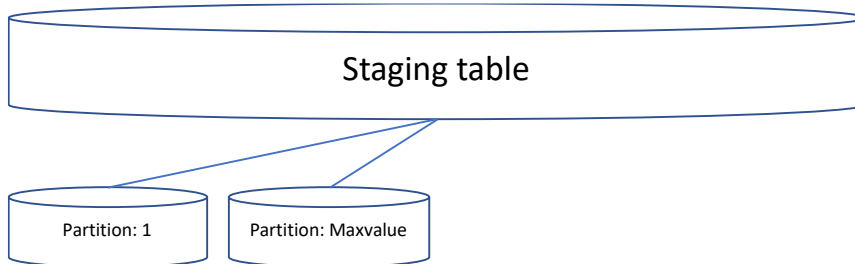 Staging table
Partition: 1
Partition: Maxvalue